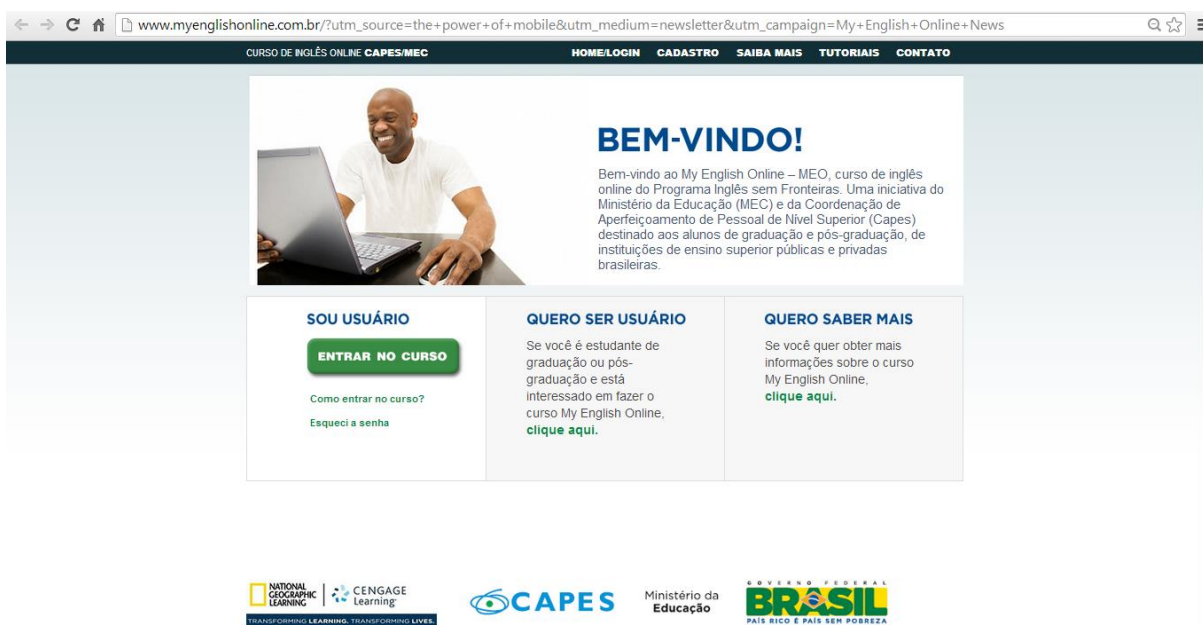 www.myenglishonline.com.br/?utm_source=the+power+of+mobile&utm_medium=newsletter&utm_campaign=My+English+Online+News
CURSO DE INGLÊS ONLINE CAPES/MEC
HOME/LOGIN CADASTRO SAIBA MAIS TUTORIAIS CONTATO
BEM-VINDO!
Bem-vindo ao My English Online – MEO, curso de inglês
online do Programa Inglês sem Fronteiras. Uma iniciativa do
Ministério da Educação (MEC) e da Coordenação de
Aperfeiçoamento de Pessoal de Nível Superior (Capes)
destinado aos alunos de graduação e pós-graduação, de
instituições de ensino superior públicas e privadas
brasileiras.
SOU USUÁRIO
ENTRAR NO CURSO
Como entrar no curso?
Esqueci a senha
QUERO SER USUÁRIO
Se você é estudante de
graduação ou pós-
graduação e está
interessado em fazer o
curso My English Online,
clique aqui.
QUERO SABER MAIS
Se você quer obter mais
informações sobre o curso
My English Online,
clique aqui.
NATIONAL
GEOGRAPHIC
LEARNING
CENGAGE
Learning
TRANSFORMING LEARNING. TRANSFORMING LIVES.
CAPES
Ministério da
Educação
GOVERNO FEDERAL
BRASIL
PAÍS RICO É PAÍS SEM POBREZA